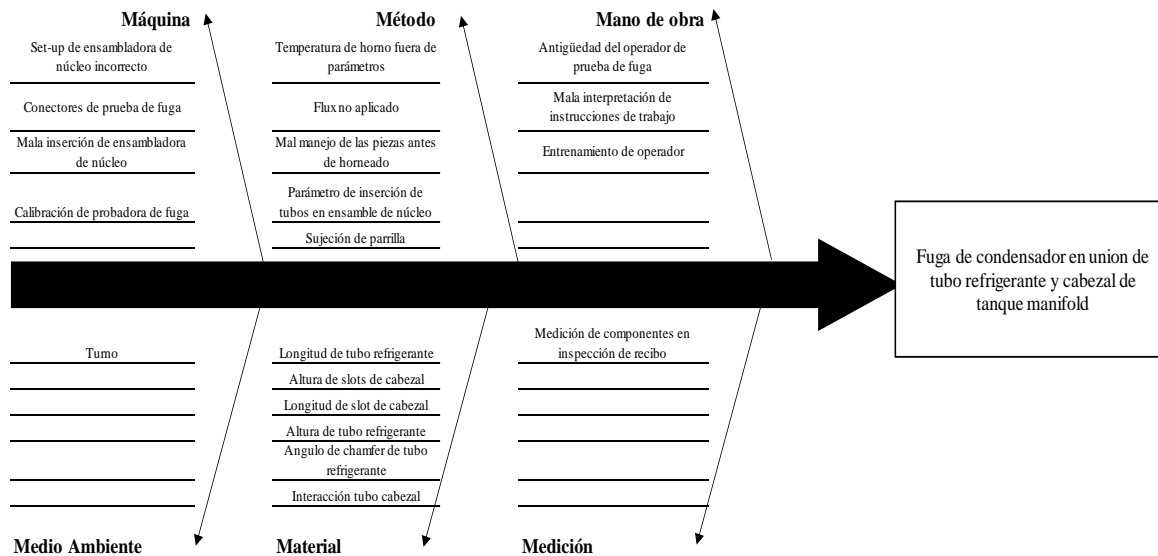 Máquina
Método
Mano de obra
Set-up de ensambladora de
núcleo incorrecto
Conectores de prueba de fuga
Mala inserción de ensambladora
de núcleo
Calibración de probadora de fuga
Temperatura de horno fuera de
parámetros
Flux no aplicado
Mal manejo de las piezas antes
de horneado
Parámetro de inserción de
tubos en ensamble de núcleo
Sujeción de parrilla
Antigüedad del operador de
prueba de fuga
Mala interpretación de
instrucciones de trabajo
Entrenamiento de operador
Fuga de condensador en union de
tubo refrigerante y cabezal de
tanque manifold
Turno
Longitud de tubo refrigerante
Altura de slots de cabezal
Longitud de slot de cabezal
Altura de tubo refrigerante
Angulo de chamfer de tubo
refrigerante
Interacción tubo cabezal
Medición de componentes en
inspección de recibo
Medio Ambiente
Material
Medición